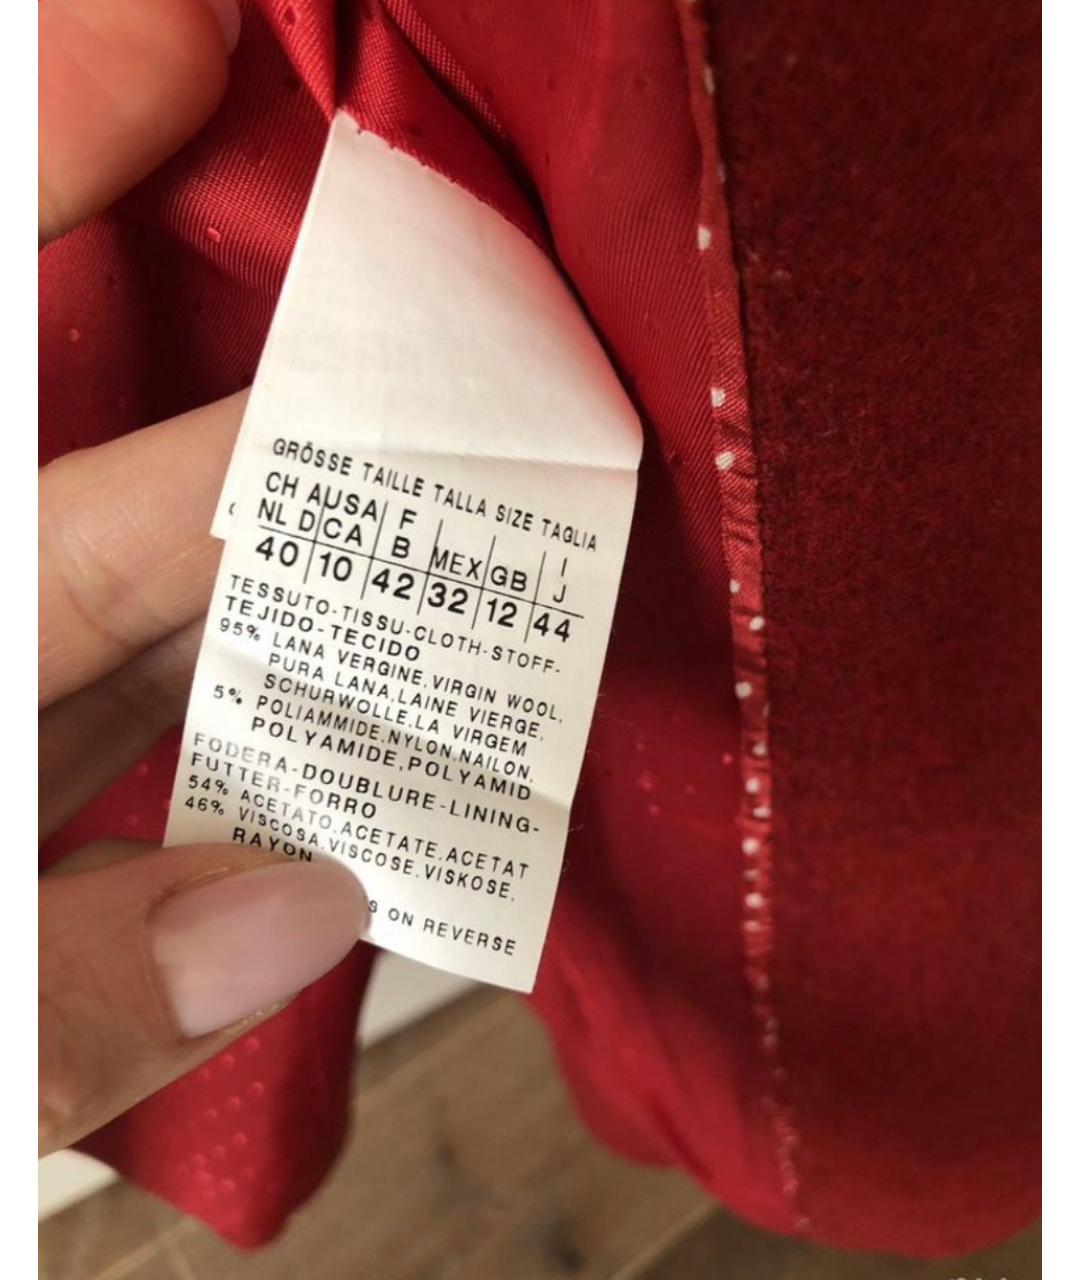 GRÖSSE TAILLE TALLA SIZE TAGLIA
CH A USA F I
NL D CA B MEX GB J
40 10 42 32 12 44
TESSUTO-TISSU-CLOTH-STOFF-
TEJIDO-TECIDO
95% LANA VERGINE,VIRGIN WOOL,
PURA LANA,LAINE VIERGE,
SCHURWOLLE,LA VIRGEM
5% POLIAMMIDE,NYLON,NAILON,
POLYAMIDE,POLYAMID
FODERA-DOUBLURE-LINING-
FUTTER-FORRO
54% ACETATO,ACETATE,ACETAT
46% VISCOSA,VISCOSE,VISKOSE,
RAYON
ON REVERSE